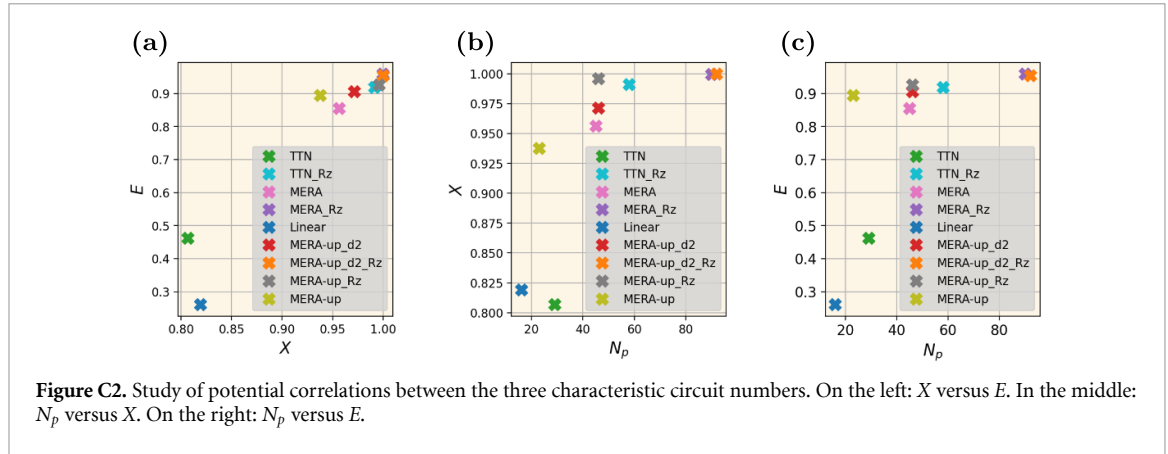 (a)
(b)
(c)
0.9
0.8
0.7
0.6
0.5
0.4
0.3
E
0.80
0.85
0.90
0.95
1.00
X
TTN
TTN_Rz
MERA
MERA_Rz
Linear
MERA-up_d2
MERA-up_d2_Rz
MERA-up_Rz
MERA-up
1.000
0.975
0.950
0.925
0.900
0.875
0.850
0.825
0.800
X
20
40
60
80
Np
TTN
TTN_Rz
MERA
MERA_Rz
Linear
MERA-up_d2
MERA-up_d2_Rz
MERA-up_Rz
MERA-up
0.9
0.8
0.7
0.6
0.5
0.4
0.3
E
20
40
60
80
Np
TTN
TTN_Rz
MERA
MERA_Rz
Linear
MERA-up_d2
MERA-up_d2_Rz
MERA-up_Rz
MERA-up
Figure C2. Study of potential correlations between the three characteristic circuit numbers. On the left: X versus E. In the middle:
Np versus X. On the right: Np versus E.